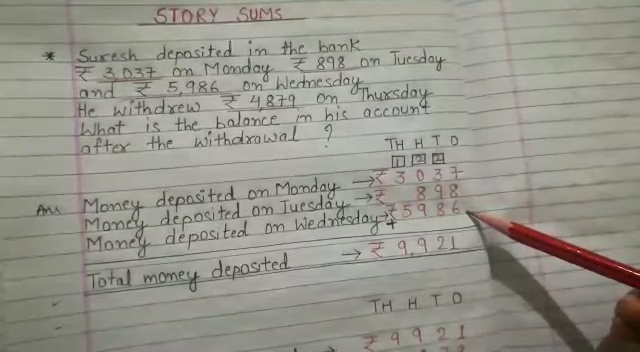 STORY SUMS
* Suresh deposited in the bank
₹ 3,037 on Monday ₹ 898 on Tuesday
and ₹ 5,986 on Wednesday
He withdrew ₹ 4879 on Thursday
What is the balance in his account
after the withdrawal ?
TH H T O
1 2 2
Ans Money deposited on Monday → ₹ 3 0 3 7
Money deposited on Tuesday → ₹ 8 9 8
Money deposited on Wednesday → + ₹ 5 9 8 6
Total money deposited → ₹ 9,9 2 1
TH H T O
₹ 9 9 2 1